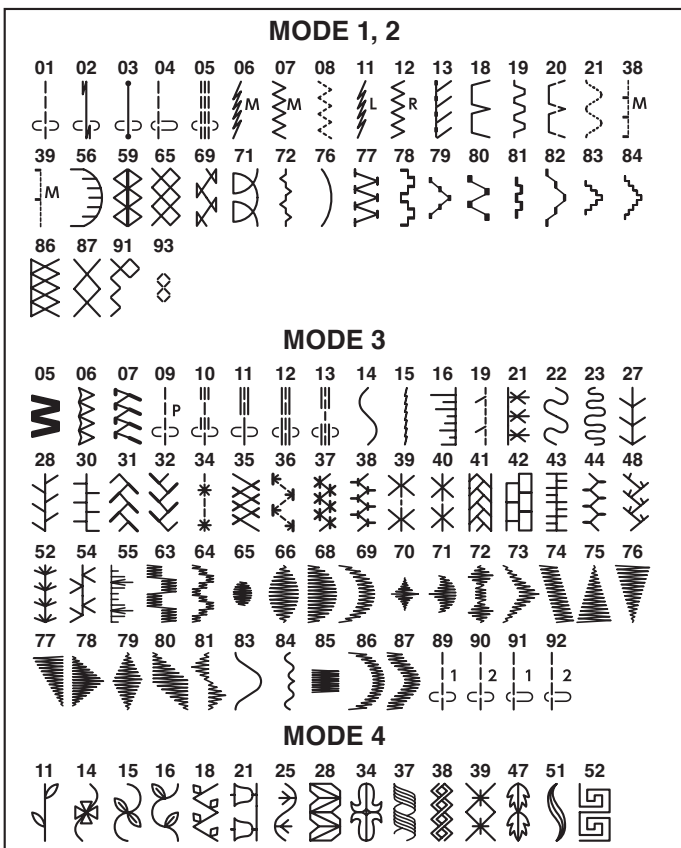 MODE 1, 2
01 02 03 04 05 06 07 08 11 12 13 18 19 20 21 38
M M L R M
39 56 59 65 69 71 72 76 77 78 79 80 81 82 83 84
M
86 87 91 93
MODE 3
05 06 07 09 10 11 12 13 14 15 16 19 21 22 23 27
P
28 30 31 32 34 35 36 37 38 39 40 41 42 43 44 48
52 54 55 63 64 65 66 68 69 70 71 72 73 74 75 76
77 78 79 80 81 83 84 85 86 87 89 90 91 92
1 2 1 2
MODE 4
11 14 15 16 18 21 25 28 34 37 38 39 47 51 52